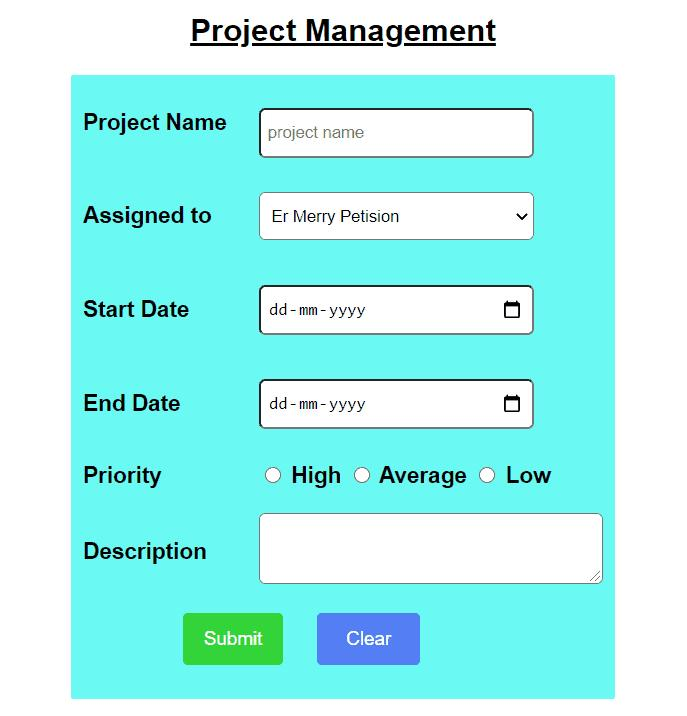 Project Management
Project Name project name
Assigned to Er Merry Petision
Start Date dd-mm-yyyy
End Date dd-mm-yyyy
Priority High Average Low
Description
Submit Clear